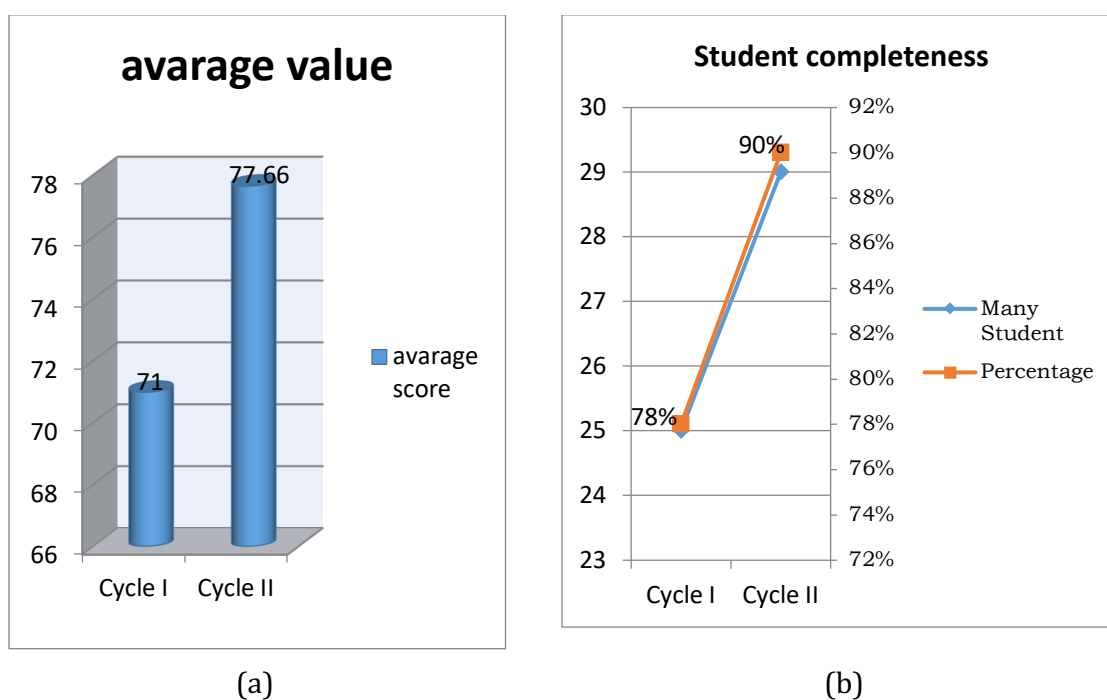 avarage value
78
76
74
72
70
68
66
71
77.66
Cycle I Cycle II
avarage
score
(a)
Student completeness
30
29
28
27
26
25
24
23
92%
90%
88%
86%
84%
82%
80%
78%
76%
74%
72%
78%
90%
Cycle I Cycle II
Many
Student
Percentage
(b)